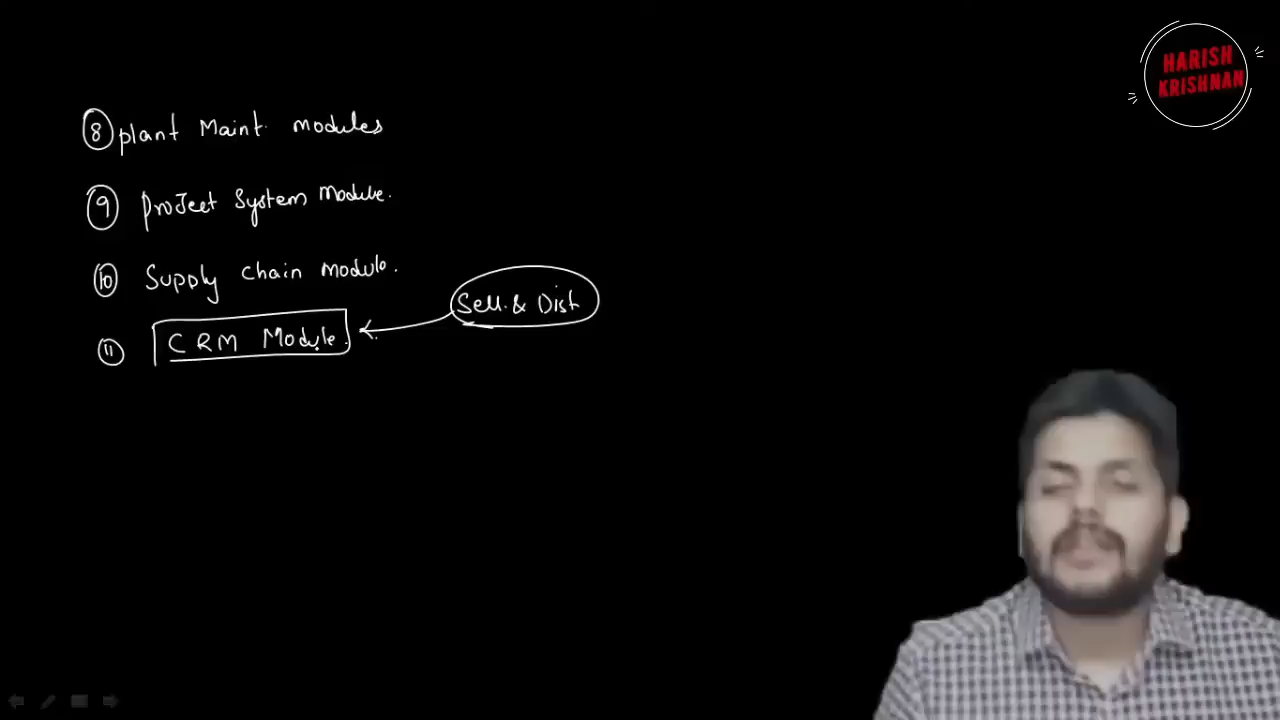 8 plant Maint. modules
9 ProJect System Module.
10 Supply Chain Module.
Sell. & Dist
11 CRM Module.
HARISH
KRISHNAN